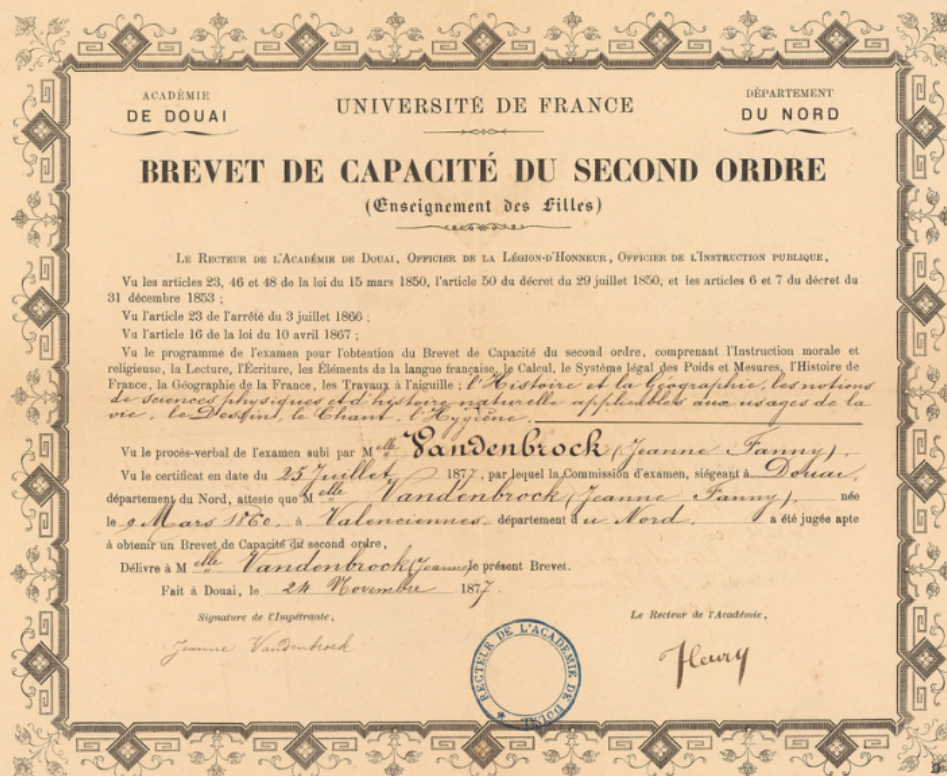 ACADÉMIE
DE DOUAI
UNIVERSITÉ DE FRANCE
DÉPARTEMENT
DU NORD
BREVET DE CAPACITÉ DU SECOND ORDRE
(Enseignement des Filles)
LE RECTEUR DE L'ACADÉMIE DE DOUAI, OFFICIER DE LA LÉGION-D'HONNEUR, OFFICIER DE L'INSTRUCTION PUBLIQUE,
Vu les articles 23, 46 et 48 de la loi du 15 mars 1850, l'article 50 du décret du 29 juillet 1850, et les articles 6 et 7 du décret du
31 décembre 1853 ;
Vu l'article 23 de l'arrêté du 3 juillet 1866 ;
Vu l'article 16 de la loi du 10 avril 1867 ;
Vu le programme de l'examen pour l'obtention du Brevet de Capacité du second ordre, comprenant l'Instruction morale et
religieuse, la Lecture, l'Écriture, les Éléments de la langue française, le Calcul, le Système légal des Poids et Mesures, l'Histoire de
France, la Géographie de la France, les Travaux à l'aiguille ; l'Histoire et la Géographie, les notions
de sciences physiques et d'histoire naturelle applicables aux usages de la
vie, le Dessin, le Chant, l'Hygiène.
Vu le procès-verbal de l'examen subi par Melle Vandenbrock (Jeanne Fanny).
Vu le certificat en date du 25 Juillet 1877, par lequel la Commission d'examen, siégeant à Douai,
département du Nord, atteste que Melle Vandenbrock (Jeanne Fanny), née
le 9 Mars 1860, à Valenciennes, département du Nord, a été jugée apte
à obtenir un Brevet de Capacité du second ordre,
Délivre à Melle Vandenbrock (Jeanne) le présent Brevet.
Fait à Douai, le 24 Novembre 1877.
Signature de l'Impétrante,
Le Recteur de l'Académie,
Jeanne Vandenbrock
Fleury
RECTEUR DE L'ACADÉMIE DE DOUAI